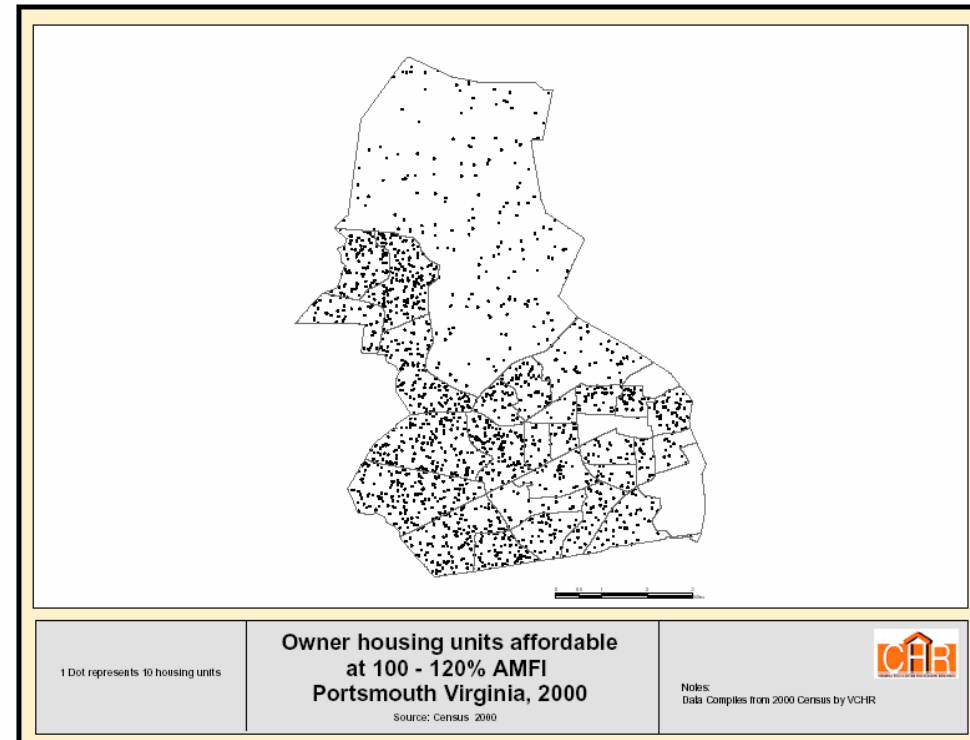 1 Dot represents 10 housing units
Owner housing units affordable
at 100 - 120% AMFI
Portsmouth Virginia, 2000
Source: Census 2000
CHR
Notes:
Data Compiles from 2000 Census by VCHR